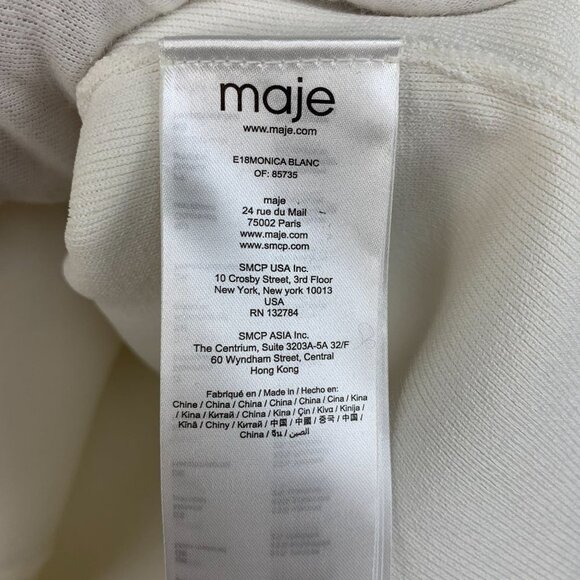 maje
www.maje.com
E18MONICA BLANC
OF: 85735
maje
24 rue du Mail
75002 Paris
www.maje.com
www.smcp.com
SMCP USA Inc.
10 Crosby Street, 3rd Floor
New York, New york 10013
USA
RN 132784
SMCP ASIA Inc.
The Centrium, Suite 3203A-5A 32/F
60 Wyndham Street, Central
Hong Kong
Fabriqué en / Made in / Hecho en:
Chine / China / China / China / China / Cina / Kina
/ Kina / Китай / China / Kina / Çin / Κίνα / Kinija /
Kīnā / Chiny / Китай / 中国 / 中國 / 중국 / 中国 /
China / จีน / الصين